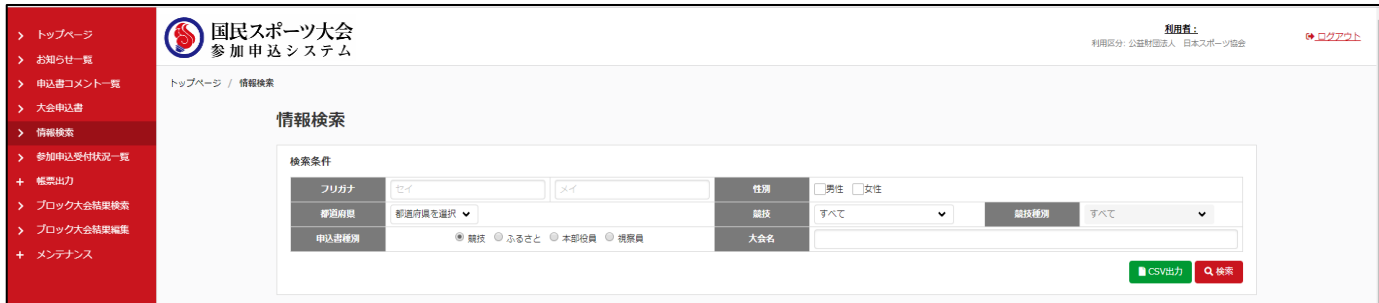 トップページ
お知らせ一覧
申込書コメント一覧
大会申込書
情報検索
参加申込受付状況一覧
帳票出力
ブロック大会結果検索
ブロック大会結果編集
メンテナンス
国民スポーツ大会
参加申込システム
利用者：
利用区分: 公益財団法人 日本スポーツ協会
ログアウト
トップページ / 情報検索
情報検索
検索条件
フリガナ セイ メイ 性別 男性 女性
都道府県 都道府県を選択 競技 すべて 競技種別 すべて
申込書種別 競技 ふるさと 本部役員 視察員 大会名
CSV出力 検索